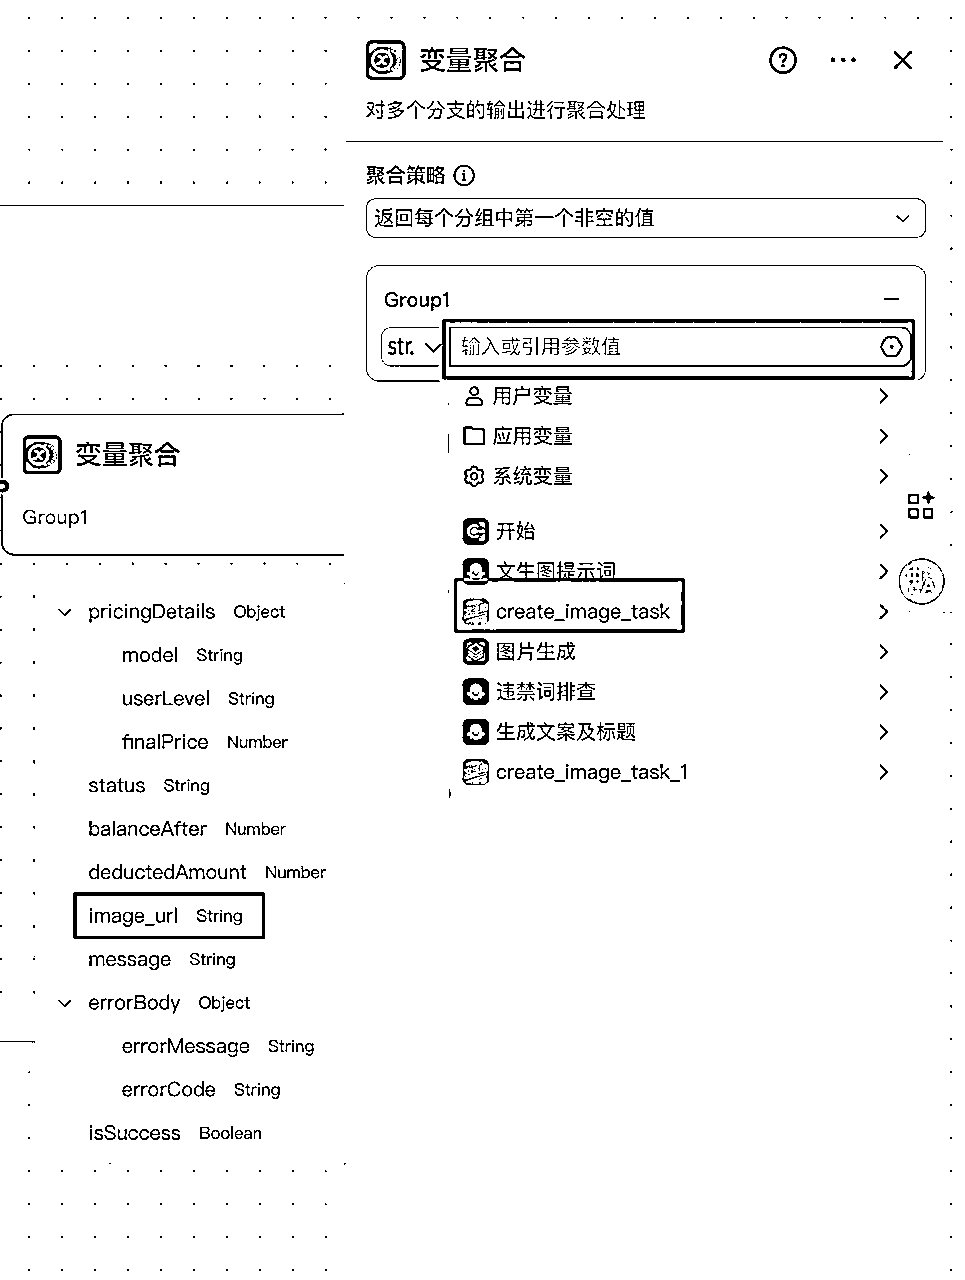 变量聚合
对多个分支的输出进行聚合处理
聚合策略
返回每个分组中第一个非空的值
Group1
str.
输入或引用参数值
用户变量
应用变量
系统变量
开始
文生图提示词
create_image_task
图片生成
违禁词排查
生成文案及标题
create_image_task_1
变量聚合
Group1
pricingDetails Object
model String
userLevel String
finalPrice Number
status String
balanceAfter Number
deductedAmount Number
image_url String
message String
errorBody Object
errorMessage String
errorCode String
isSuccess Boolean